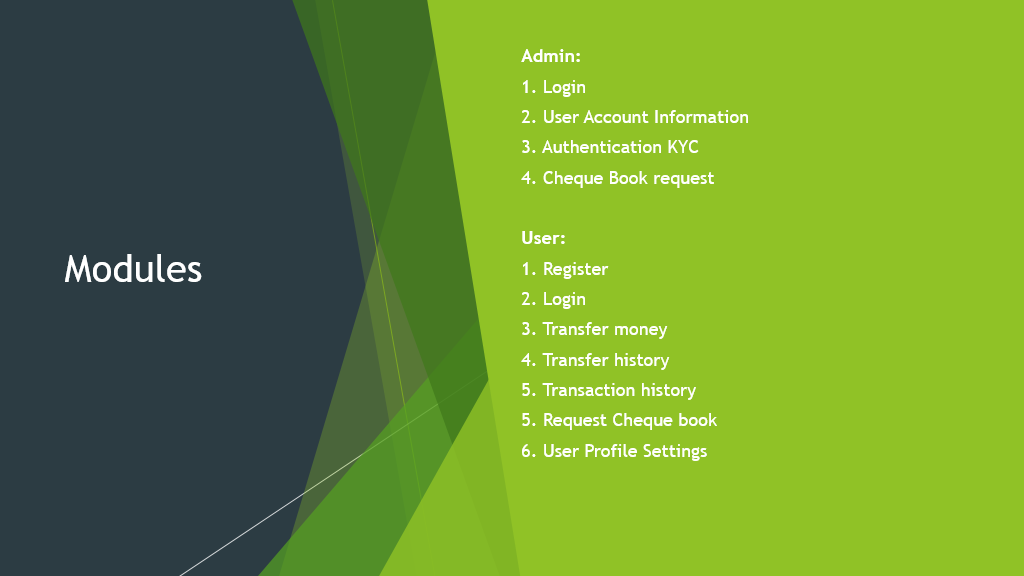 Modules
Admin:
1. Login
2. User Account Information
3. Authentication KYC
4. Cheque Book request
User:
1. Register
2. Login
3. Transfer money
4. Transfer history
5. Transaction history
5. Request Cheque book
6. User Profile Settings